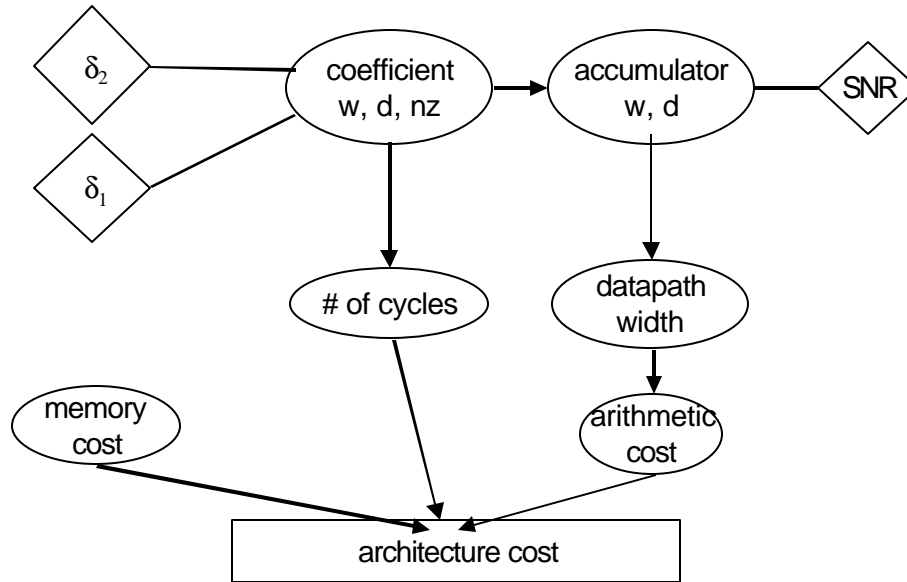 δ2
coefficient
w, d, nz
accumulator
w, d
SNR
δ1
# of cycles
datapath
width
memory
cost
arithmetic
cost
architecture cost